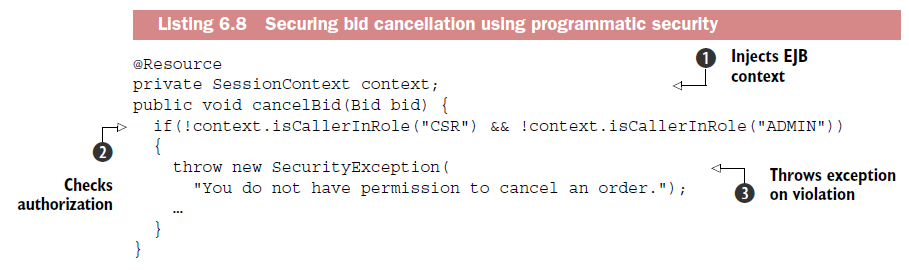 Listing 6.8 Securing bid cancellation using programmatic security
@Resource
private SessionContext context;
public void cancelBid(Bid bid) {
if(!context.isCallerInRole("CSR") && !context.isCallerInRole("ADMIN"))
{
throw new SecurityException(
"You do not have permission to cancel an order.");
…
}
}
1 Injects EJB
context
2
Checks
authorization
3 Throws exception
on violation